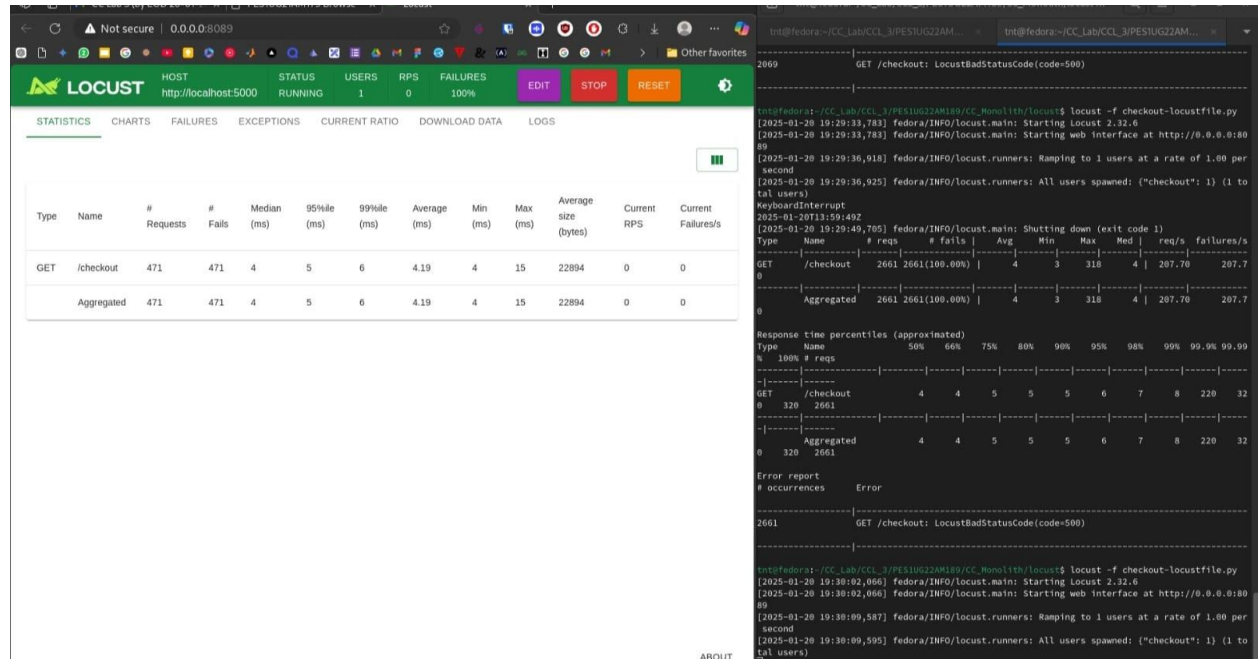 Not secure 0.0.0.0:8089
Other favorites
LOCUST
HOST
http://localhost:5000
STATUS
RUNNING
USERS
1
RPS
0
FAILURES
100%
EDIT
STOP
RESET
STATISTICS CHARTS FAILURES EXCEPTIONS CURRENT RATIO DOWNLOAD DATA LOGS
Type Name # Requests # Fails Median (ms) 95%ile (ms) 99%ile (ms) Average (ms) Min (ms) Max (ms) Average size (bytes) Current RPS Current Failures/s
GET /checkout 471 471 4 5 6 4.19 4 15 22894 0 0
Aggregated 471 471 4 5 6 4.19 4 15 22894 0 0
ABOUT
tnt@fedora:~/CC_Lab/CCL_3/PES1UG22AM... tnt@fedora:~/CC_Lab/CCL_3/PES1UG22AM...
2069 GET /checkout: LocustBadStatusCode(code=500)
tnt@fedora:~/CC_Lab/CCL_3/PES1UG22AM189/CC_Monolith/locust$ locust -f checkout-locustfile.py
[2025-01-20 19:29:33,783] fedora/INFO/locust.main: Starting Locust 2.32.6
[2025-01-20 19:29:33,783] fedora/INFO/locust.main: Starting web interface at http://0.0.0.0:80
89
[2025-01-20 19:29:36,918] fedora/INFO/locust.runners: Ramping to 1 users at a rate of 1.00 per
second
[2025-01-20 19:29:36,925] fedora/INFO/locust.runners: All users spawned: {"checkout": 1} (1 to
tal users)
KeyboardInterrupt
2025-01-20T13:59:49Z
[2025-01-20 19:29:49,705] fedora/INFO/locust.main: Shutting down (exit code 1)
Type Name # reqs # fails | Avg Min Max Med | req/s failures/s
--------|----------------|-------|-------------|-------|-------|-------|-------|--------|-----------
GET /checkout 2661 2661(100.00%) | 4 3 318 4 | 207.70 207.7
0
--------|----------------|-------|-------------|-------|-------|-------|-------|--------|-----------
Aggregated 2661 2661(100.00%) | 4 3 318 4 | 207.70 207.7
0
Response time percentiles (approximated)
Type Name 50% 66% 75% 80% 90% 95% 98% 99% 99.9% 99.99
% 100% # reqs
--------|----------------|--------|------|------|------|------|------|------|------|------|------
-|------|------
GET /checkout 4 4 5 5 5 6 7 8 220 32
0 320 2661
--------|----------------|--------|------|------|------|------|------|------|------|------|------
-|------|------
Aggregated 4 4 5 5 5 6 7 8 220 32
0 320 2661
Error report
# occurrences Error
------------------|---------------------------------------------------------------
2661 GET /checkout: LocustBadStatusCode(code=500)
------------------|---------------------------------------------------------------
tnt@fedora:~/CC_Lab/CCL_3/PES1UG22AM189/CC_Monolith/locust$ locust -f checkout-locustfile.py
[2025-01-20 19:30:02,066] fedora/INFO/locust.main: Starting Locust 2.32.6
[2025-01-20 19:30:02,066] fedora/INFO/locust.main: Starting web interface at http://0.0.0.0:80
89
[2025-01-20 19:30:09,587] fedora/INFO/locust.runners: Ramping to 1 users at a rate of 1.00 per
second
[2025-01-20 19:30:09,595] fedora/INFO/locust.runners: All users spawned: {"checkout": 1} (1 to
tal users)